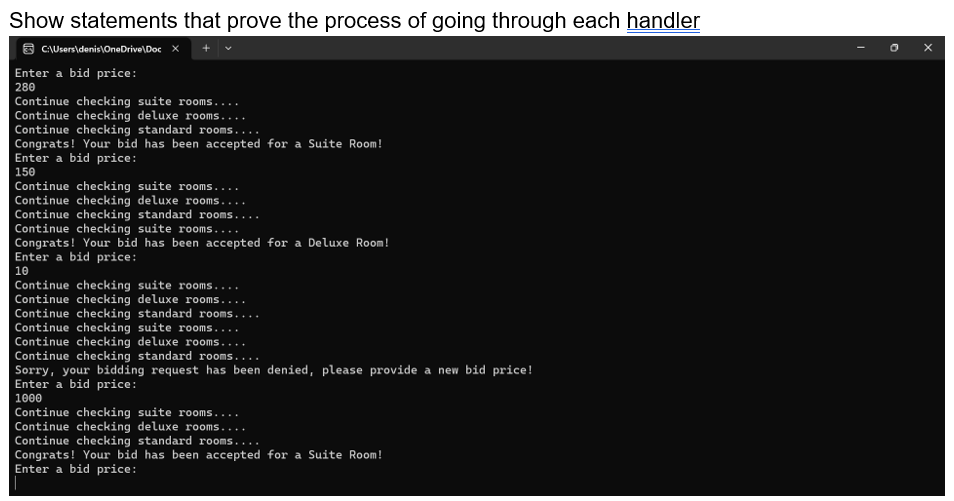 Show statements that prove the process of going through each handler
C:\Users\denis\OneDrive\Doc
Enter a bid price:
280
Continue checking suite rooms....
Continue checking deluxe rooms....
Continue checking standard rooms....
Congrats! Your bid has been accepted for a Suite Room!
Enter a bid price:
150
Continue checking suite rooms....
Continue checking deluxe rooms....
Continue checking standard rooms....
Continue checking suite rooms....
Congrats! Your bid has been accepted for a Deluxe Room!
Enter a bid price:
10
Continue checking suite rooms....
Continue checking deluxe rooms....
Continue checking standard rooms....
Continue checking suite rooms....
Continue checking deluxe rooms....
Continue checking standard rooms....
Sorry, your bidding request has been denied, please provide a new bid price!
Enter a bid price:
1000
Continue checking suite rooms....
Continue checking deluxe rooms....
Continue checking standard rooms....
Congrats! Your bid has been accepted for a Suite Room!
Enter a bid price: